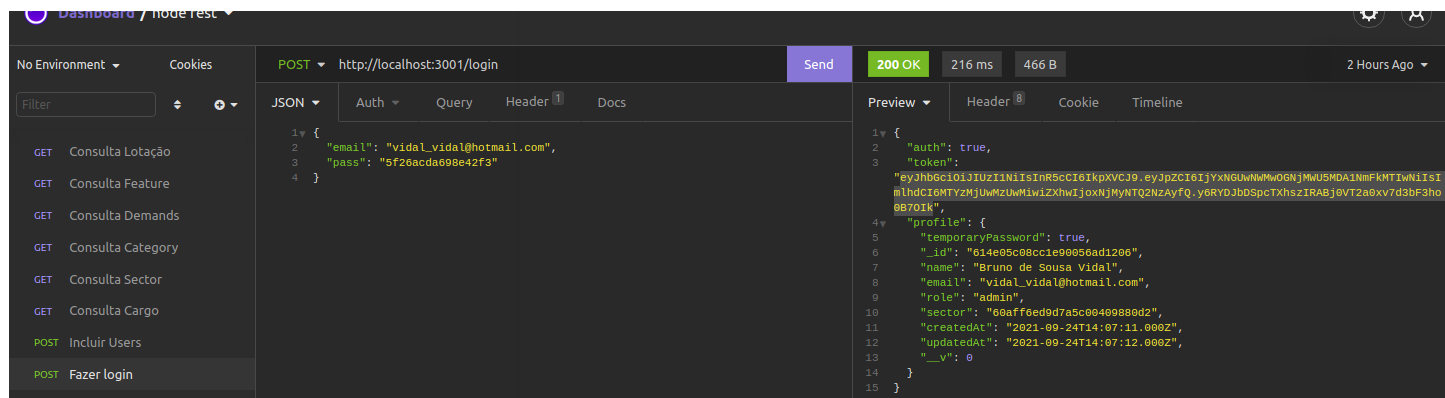 Dashboard / node rest
No Environment
Cookies
Filter
GET Consulta Lotação
GET Consulta Feature
GET Consulta Demands
GET Consulta Category
GET Consulta Sector
GET Consulta Cargo
POST Incluir Users
POST Fazer login
POST http://localhost:3001/login Send
JSON Auth Query Header 1 Docs
1 {
2 "email": "vidal_vidal@hotmail.com",
3 "pass": "5f26acda698e42f3"
4 }
200 OK 216 ms 466 B 2 Hours Ago
Preview Header 8 Cookie Timeline
1 {
2 "auth": true,
3 "token":
"eyJhbGciOiJIUzI1NiIsInR5cCI6IkpXVCJ9.eyJpZCI6IjYxNGUwNWMwOGNjMWU5MDA1NmFkMTIwNiIsI
mlhdCI6MTYzMjUwMzUwMiwiZXhwIjoxNjMyNTQ2NzAyfQ.y6RYDJbDSpcTXhszIRABj0VT2a0xv7d3bF3ho
0B7OIk",
4 "profile": {
5 "temporaryPassword": true,
6 "_id": "614e05c08cc1e90056ad1206",
7 "name": "Bruno de Sousa Vidal",
8 "email": "vidal_vidal@hotmail.com",
9 "role": "admin",
10 "sector": "60aff6ed9d7a5c00409880d2",
11 "createdAt": "2021-09-24T14:07:11.000Z",
12 "updatedAt": "2021-09-24T14:07:12.000Z",
13 "__v": 0
14 }
15 }